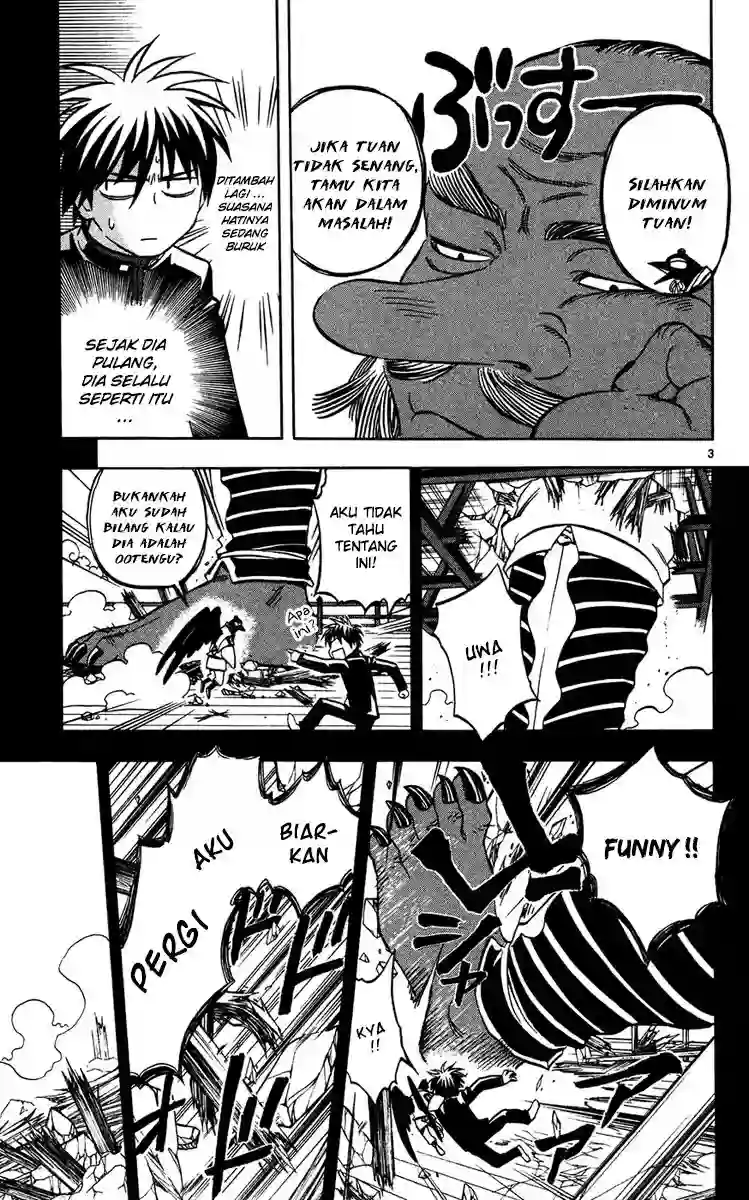 SILAHKAN
DIMINUM
TUAN!
ぶっすー
JIKA TUAN
TIDAK SENANG,
TAMU KITA
AKAN DALAM
MASALAH!
DITAMBAH
LAGI ...
SUASANA
HATINYA
SEDANG
BURUK
SEJAK DIA
PULANG,
DIA SELALU
SEPERTI ITU
...
3
UWA
!!!
AKU TIDAK
TAHU
TENTANG
INI!
Apa
ini?
BUKANKAH
AKU SUDAH
BILANG KALAU
DIA ADALAH
OOTENGU?
FUNNY!!
KYA
!!
BIAR-
KAN
AKU
PERGI